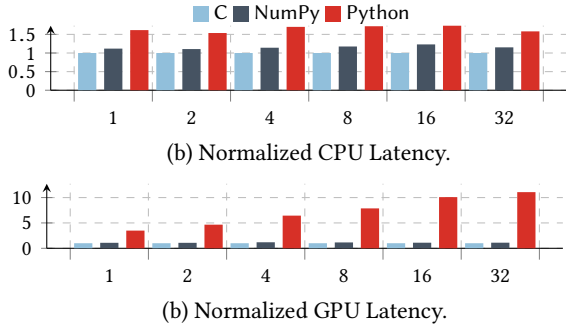 C NumPy Python
1.5
1
0.5
0
1 2 4 8 16 32
(b) Normalized CPU Latency.
10
5
0
1 2 4 8 16 32
(b) Normalized GPU Latency.